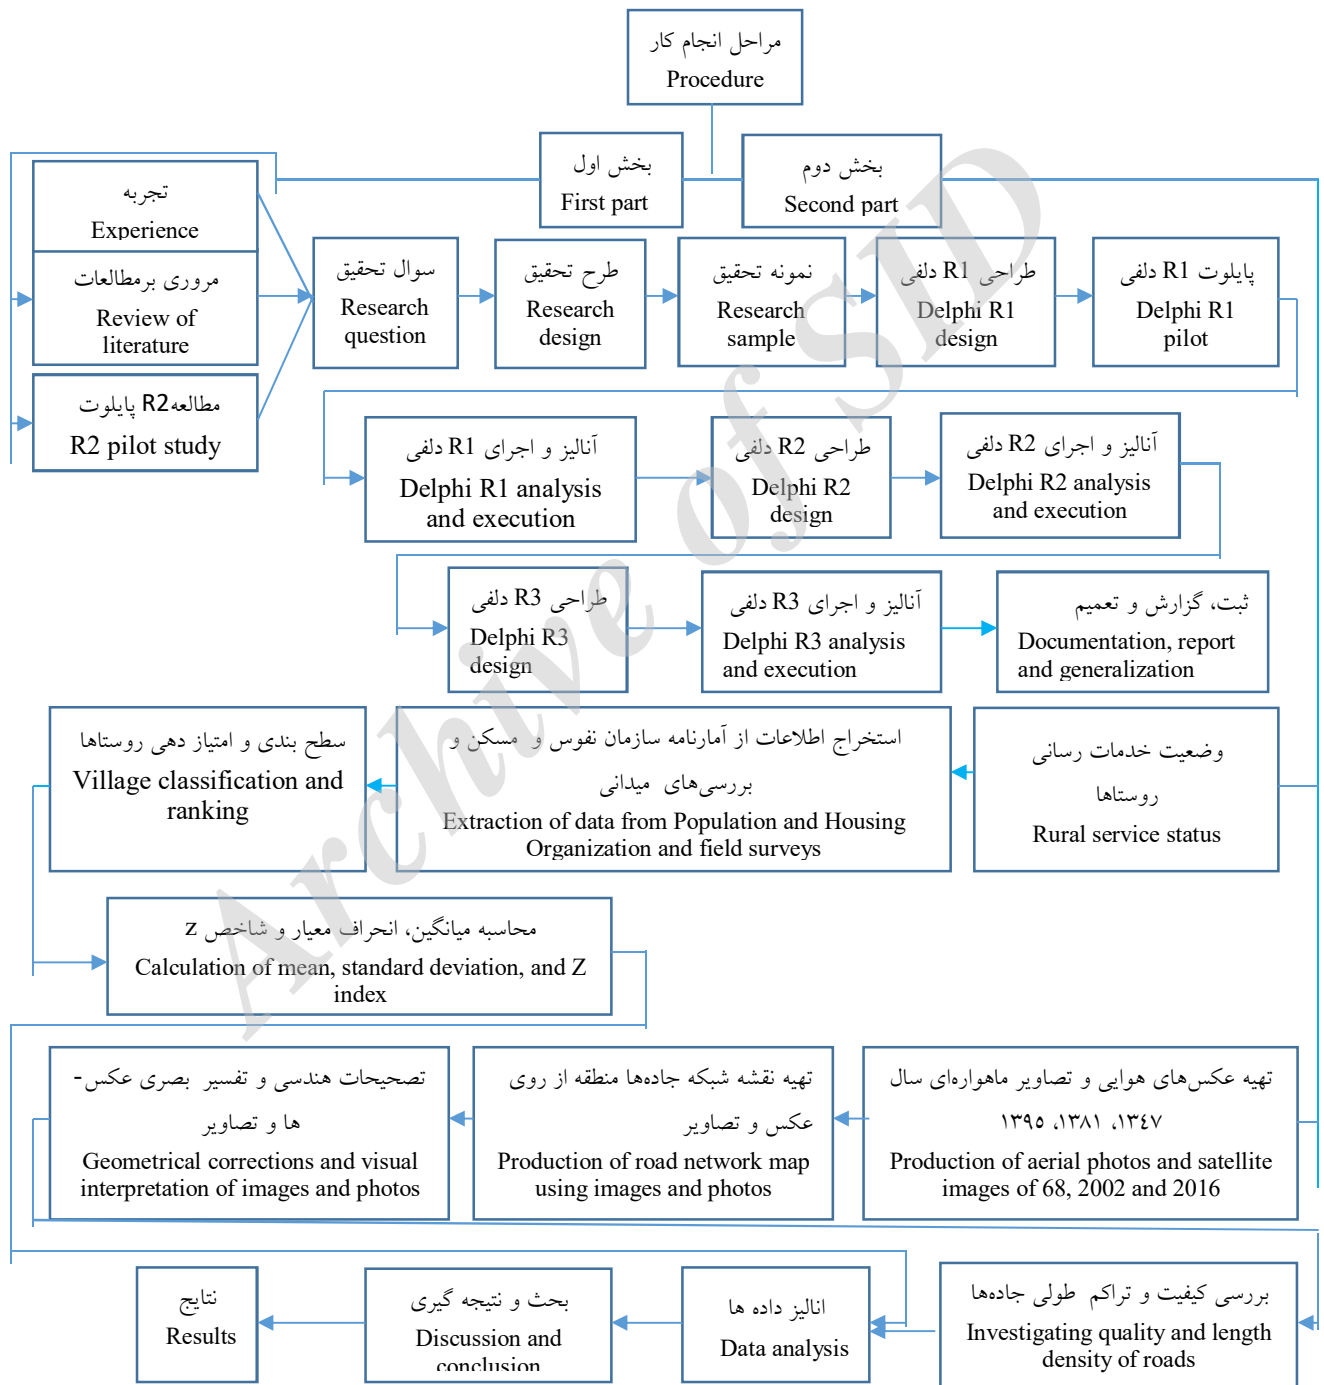 مراحل انجام کار
Procedure
بخش اول
First part
بخش دوم
Second part
تجربه
Experience
مروری برمطالعات
Review of
literature
مطالعهR2 پایلوت
R2 pilot study
سوال تحقیق
Research
question
طرح تحقیق
Research
design
نمونه تحقیق
Research
sample
طراحی R1 دلفی
Delphi R1
design
پایلوت R1 دلفی
Delphi R1
pilot
آنالیز و اجرای R1 دلفی
Delphi R1 analysis
and execution
طراحی R2 دلفی
Delphi R2
design
آنالیز و اجرای R2 دلفی
Delphi R2 analysis
and execution
طراحی R3 دلفی
Delphi R3
design
آنالیز و اجرای R3 دلفی
Delphi R3 analysis
and execution
ثبت، گزارش و تعمیم
Documentation, report
and generalization
وضعیت خدمات رسانی
روستاها
Rural service status
استخراج اطلاعات از آمارنامه سازمان نفوس و مسکن و
بررسی‌های میدانی
Extraction of data from Population and Housing
Organization and field surveys
سطح بندی و امتیاز دهی روستاها
Village classification and
ranking
محاسبه میانگین، انحراف معیار و شاخص z
Calculation of mean, standard deviation, and Z
index
تهیه عکس‌های هوایی و تصاویر ماهواره‌ای سال
۱۳۴۷، ۱۳۸۱، ۱۳۹۵
Production of aerial photos and satellite
images of 68, 2002 and 2016
تهیه نقشه شبکه جاده‌ها منطقه از روی
عکس و تصاویر
Production of road network map
using images and photos
تصحیحات هندسی و تفسیر بصری عکس-
ها و تصاویر
Geometrical corrections and visual
interpretation of images and photos
بررسی کیفیت و تراکم طولی جاده‌ها
Investigating quality and length
density of roads
انالیز داده ها
Data analysis
بحث و نتیجه گیری
Discussion and
conclusion
نتایج
Results
Archive of SID